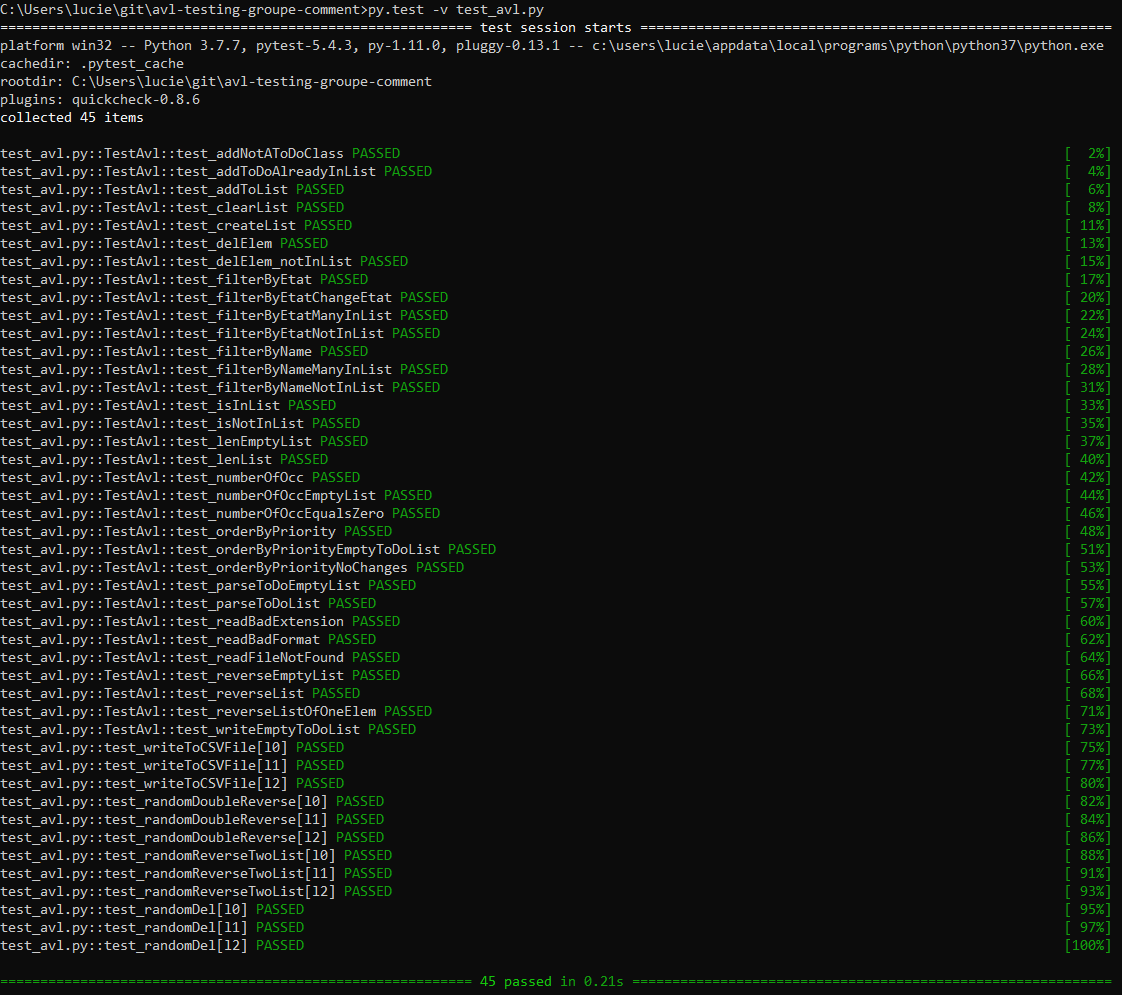 C:\Users\lucie\git\avl-testing-groupe-comment>py.test -v test_avl.py
=========================================================== test session starts ===========================================================
platform win32 -- Python 3.7.7, pytest-5.4.3, py-1.11.0, pluggy-0.13.1 -- c:\users\lucie\appdata\local\programs\python\python37\python.exe
cachedir: .pytest_cache
rootdir: C:\Users\lucie\git\avl-testing-groupe-comment
plugins: quickcheck-0.8.6
collected 45 items
test_avl.py::TestAvl::test_addNotAToDoClass PASSED [  2%]
test_avl.py::TestAvl::test_addToDoAlreadyInList PASSED [  4%]
test_avl.py::TestAvl::test_addToList PASSED [  6%]
test_avl.py::TestAvl::test_clearList PASSED [  8%]
test_avl.py::TestAvl::test_createList PASSED [ 11%]
test_avl.py::TestAvl::test_delElem PASSED [ 13%]
test_avl.py::TestAvl::test_delElem_notInList PASSED [ 15%]
test_avl.py::TestAvl::test_filterByEtat PASSED [ 17%]
test_avl.py::TestAvl::test_filterByEtatChangeEtat PASSED [ 20%]
test_avl.py::TestAvl::test_filterByEtatManyInList PASSED [ 22%]
test_avl.py::TestAvl::test_filterByEtatNotInList PASSED [ 24%]
test_avl.py::TestAvl::test_filterByName PASSED [ 26%]
test_avl.py::TestAvl::test_filterByNameManyInList PASSED [ 28%]
test_avl.py::TestAvl::test_filterByNameNotInList PASSED [ 31%]
test_avl.py::TestAvl::test_isInList PASSED [ 33%]
test_avl.py::TestAvl::test_isNotInList PASSED [ 35%]
test_avl.py::TestAvl::test_lenEmptyList PASSED [ 37%]
test_avl.py::TestAvl::test_lenList PASSED [ 40%]
test_avl.py::TestAvl::test_numberOfOcc PASSED [ 42%]
test_avl.py::TestAvl::test_numberOfOccEmptyList PASSED [ 44%]
test_avl.py::TestAvl::test_numberOfOccEqualsZero PASSED [ 46%]
test_avl.py::TestAvl::test_orderByPriority PASSED [ 48%]
test_avl.py::TestAvl::test_orderByPriorityEmptyToDoList PASSED [ 51%]
test_avl.py::TestAvl::test_orderByPriorityNoChanges PASSED [ 53%]
test_avl.py::TestAvl::test_parseToDoEmptyList PASSED [ 55%]
test_avl.py::TestAvl::test_parseToDoList PASSED [ 57%]
test_avl.py::TestAvl::test_readBadExtension PASSED [ 60%]
test_avl.py::TestAvl::test_readBadFormat PASSED [ 62%]
test_avl.py::TestAvl::test_readFileNotFound PASSED [ 64%]
test_avl.py::TestAvl::test_reverseEmptyList PASSED [ 66%]
test_avl.py::TestAvl::test_reverseList PASSED [ 68%]
test_avl.py::TestAvl::test_reverseListOfOneElem PASSED [ 71%]
test_avl.py::TestAvl::test_writeEmptyToDoList PASSED [ 73%]
test_avl.py::test_writeToCSVFile[l0] PASSED [ 75%]
test_avl.py::test_writeToCSVFile[l1] PASSED [ 77%]
test_avl.py::test_writeToCSVFile[l2] PASSED [ 80%]
test_avl.py::test_randomDoubleReverse[l0] PASSED [ 82%]
test_avl.py::test_randomDoubleReverse[l1] PASSED [ 84%]
test_avl.py::test_randomDoubleReverse[l2] PASSED [ 86%]
test_avl.py::test_randomReverseTwoList[l0] PASSED [ 88%]
test_avl.py::test_randomReverseTwoList[l1] PASSED [ 91%]
test_avl.py::test_randomReverseTwoList[l2] PASSED [ 93%]
test_avl.py::test_randomDel[l0] PASSED [ 95%]
test_avl.py::test_randomDel[l1] PASSED [ 97%]
test_avl.py::test_randomDel[l2] PASSED [100%]
=========================================================== 45 passed in 0.21s ============================================================